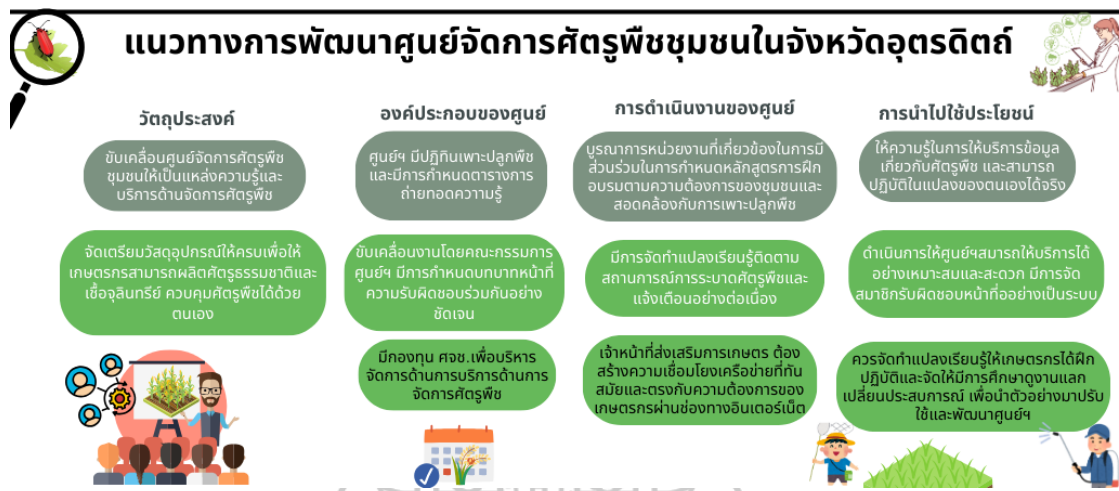 แนวทางการพัฒนาศูนย์จัดการศัตรูพืชชุมชนในจังหวัดอุตรดิตถ์
วัตถุประสงค์
ขับเคลื่อนศูนย์จัดการศัตรูพืช
ชุมชนให้เป็นแหล่งความรู้และ
บริการด้านจัดการศัตรูพืช
จัดเตรียมวัสดุอุปกรณ์ให้ครบเพื่อให้
เกษตรกรสามารถผลิตศัตรูธรรมชาติและ
เชื้อจุลินทรีย์ ควบคุมศัตรูพืชได้ด้วย
ตนเอง
องค์ประกอบของศูนย์
ศูนย์ฯ มีปฏิทินเพาะปลูกพืช
และมีการกำหนดตารางการ
ถ่ายทอดความรู้
ขับเคลื่อนงานโดยคณะกรรมการ
ศูนย์ฯ มีการกำหนดบทบาทหน้าที่
ความรับผิดชอบร่วมกันอย่าง
ชัดเจน
มีกองทุน ศจช.เพื่อบริหาร
จัดการด้านการบริการด้านการ
จัดการศัตรูพืช
การดำเนินงานของศูนย์
บูรณาการหน่วยงานที่เกี่ยวข้องในการมี
ส่วนร่วมในการกำหนดหลักสูตรการฝึก
อบรมตามความต้องการของชุมชนและ
สอดคล้องกับการเพาะปลูกพืช
มีการจัดทำแปลงเรียนรู้ติดตาม
สถานการณ์การระบาดศัตรูพืชและ
แจ้งเตือนอย่างต่อเนื่อง
เจ้าหน้าที่ส่งเสริมการเกษตร ต้อง
สร้างความเชื่อมโยงเครือข่ายที่ทัน
สมัยและตรงกับความต้องการของ
เกษตรกรผ่านช่องทางอินเตอร์เน็ต
การนำไปใช้ประโยชน์
ให้ความรู้ในการให้บริการข้อมูล
เกี่ยวกับศัตรูพืช และสามารถ
ปฏิบัติในแปลงของตนเองได้จริง
ดำเนินการให้ศูนย์ฯสมารถให้บริการได้
อย่างเหมาะสมและสะดวก มีการจัด
สมาชิกรับผิดชอบหน้าที่ออย่างเป็นระบบ
ควรจัดทำแปลงเรียนรู้ให้เกษตรกรได้ฝึก
ปฏิบัติและจัดให้มีการศึกษาดูงานแลก
เปลี่ยนประสบการณ์ เพื่อนำตัวอย่างมาปรับ
ใช้และพัฒนาศูนย์ฯ